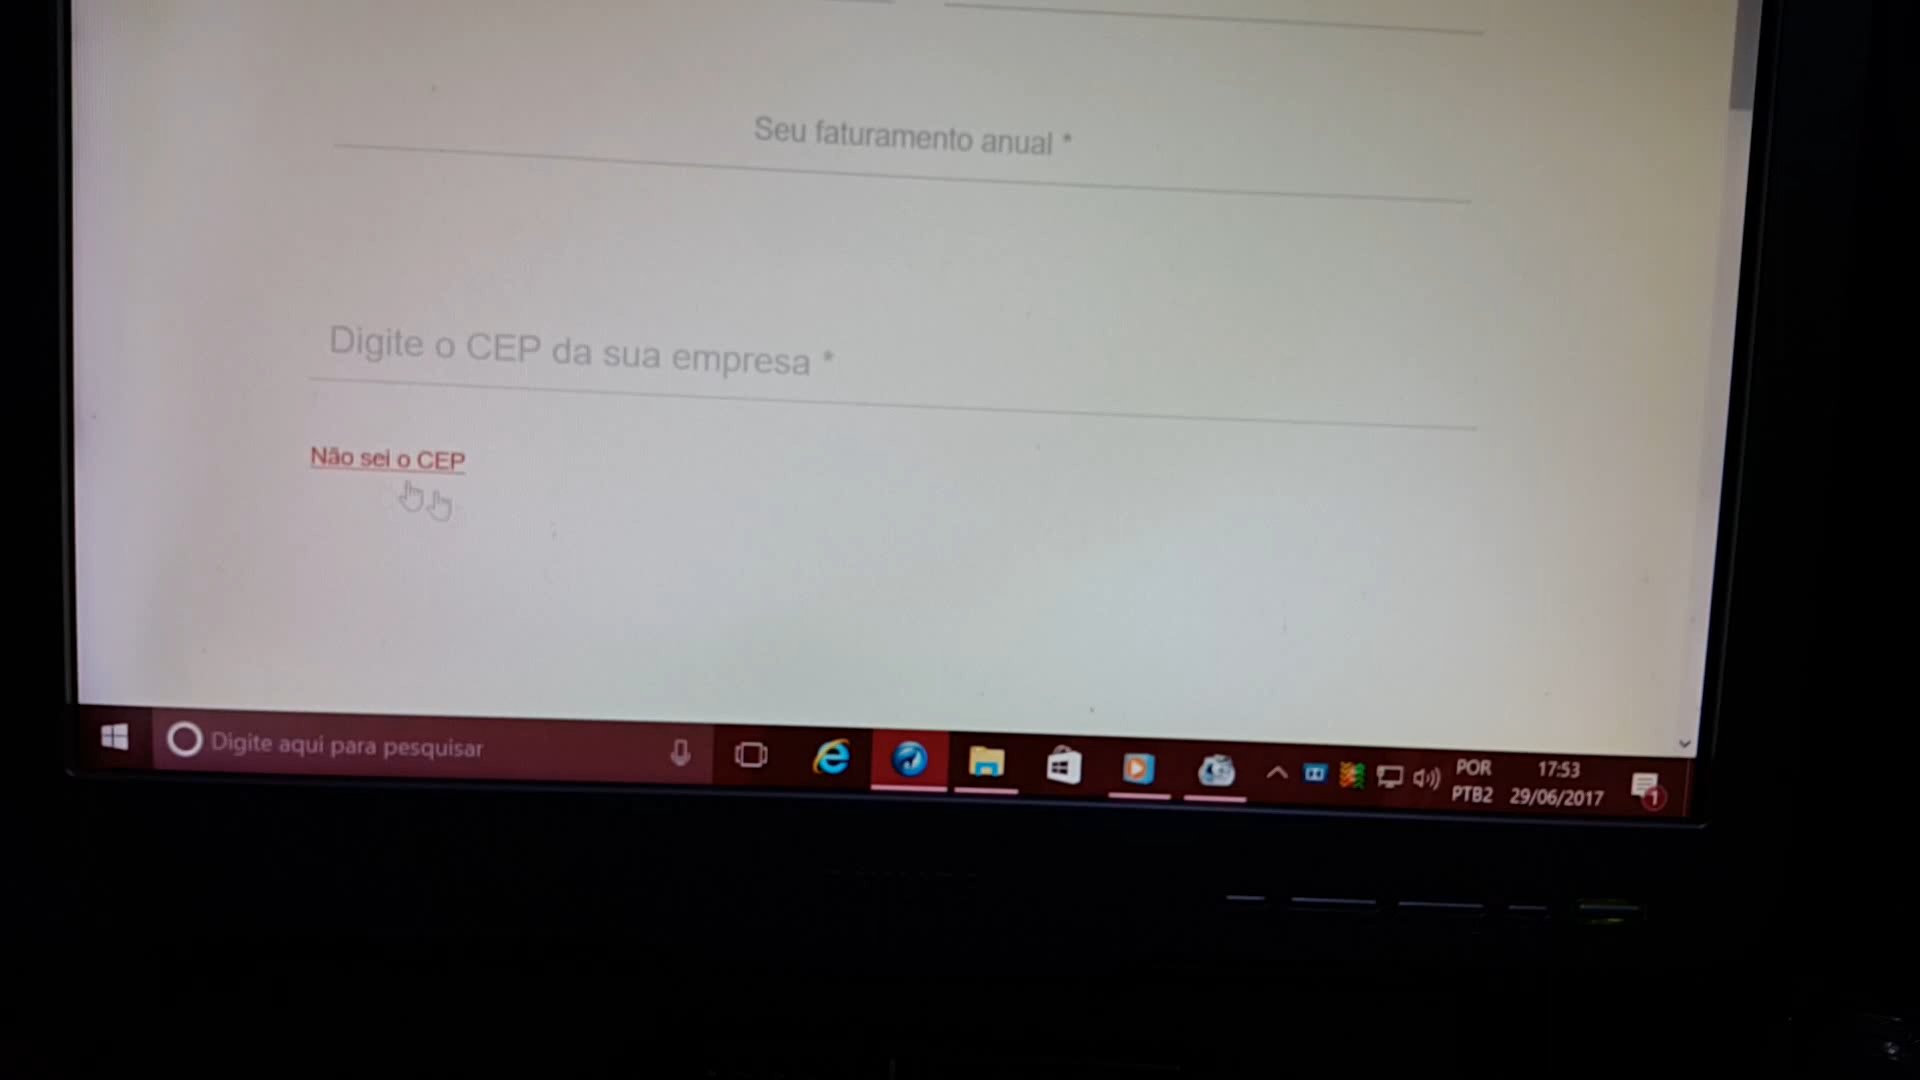 Seu faturamento anual *
Digite o CEP da sua empresa *
Não sei o CEP
Digite aqui para pesquisar
POR
PTB2
17:53
29/06/2017
1